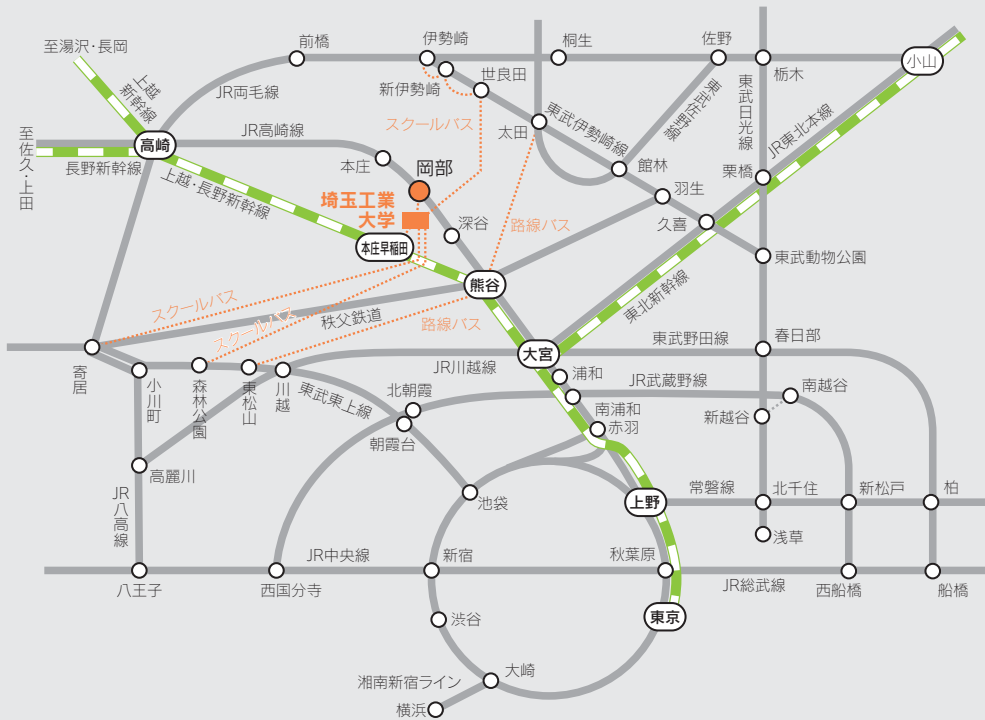 至湯沢・長岡
上越
新幹線
前橋
伊勢崎
桐生
佐野
栃木
小山
JR両毛線
新伊勢崎
世良田
東武佐野線
東武日光線
JR東北本線
スクールバス
太田
東武伊勢崎線
至佐久・上田
高崎
JR高崎線
長野新幹線
上越・長野新幹線
本庄
岡部
館林
栗橋
羽生
埼玉工業
大学
深谷
路線バス
久喜
本庄早稲田
東武動物公園
熊谷
東北新幹線
スクールバス
スクールバス
秩父鉄道
路線バス
東武野田線
春日部
大宮
JR川越線
寄居
小川町
森林公園
東松山
川越
東武東上線
北朝霞
浦和
JR武蔵野線
南越谷
新越谷
南浦和
赤羽
朝霞台
高麗川
JR八高線
池袋
上野
常磐線
北千住
新松戸
柏
浅草
JR中央線
新宿
秋葉原
八王子
西国分寺
JR総武線
西船橋
船橋
東京
渋谷
大崎
湘南新宿ライン
横浜